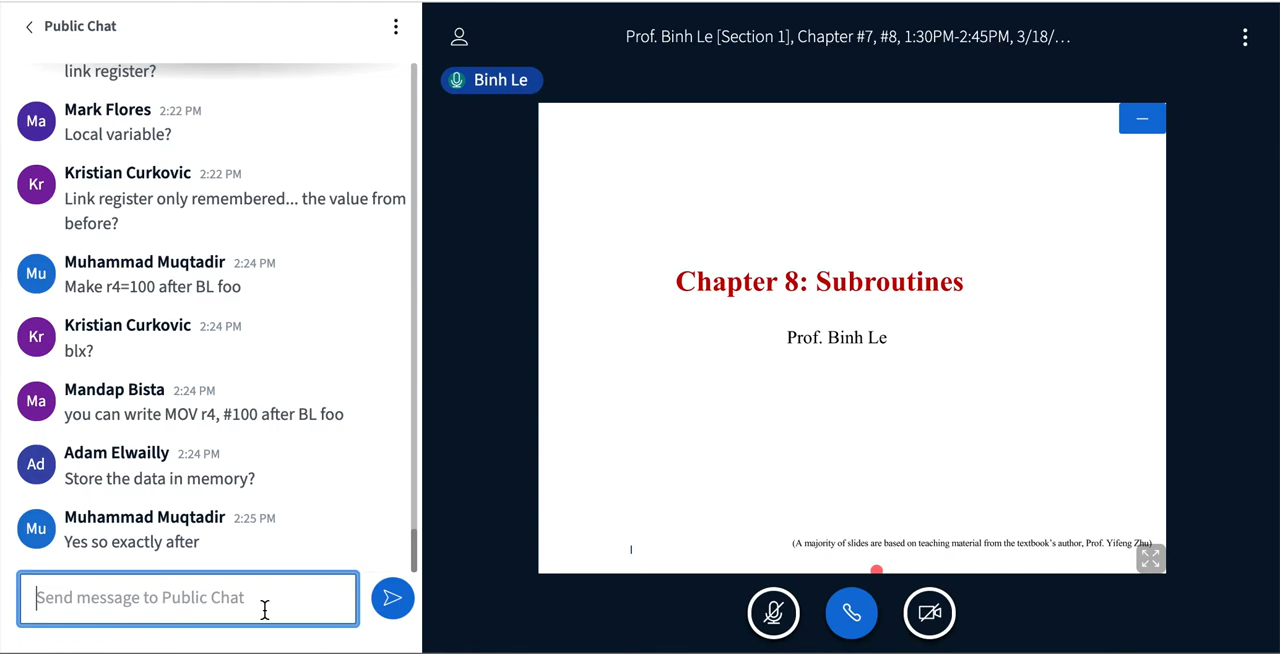 Public Chat
link register?
Ma
Mark Flores 2:22 PM
Local variable?
Kr
Kristian Curkovic 2:22 PM
Link register only remembered... the value from
before?
Mu
Muhammad Muqtadir 2:24 PM
Make r4=100 after BL foo
Kr
Kristian Curkovic 2:24 PM
blx?
Ma
Mandap Bista 2:24 PM
you can write MOV r4, #100 after BL foo
Ad
Adam Elwailly 2:24 PM
Store the data in memory?
Mu
Muhammad Muqtadir 2:25 PM
Yes so exactly after
Send message to Public Chat
Prof. Binh Le [Section 1], Chapter #7, #8, 1:30PM-2:45PM, 3/18/…
Binh Le
Chapter 8: Subroutines
Prof. Binh Le
(A majority of slides are based on teaching material from the textbook's author, Prof. Yifeng Zhu)